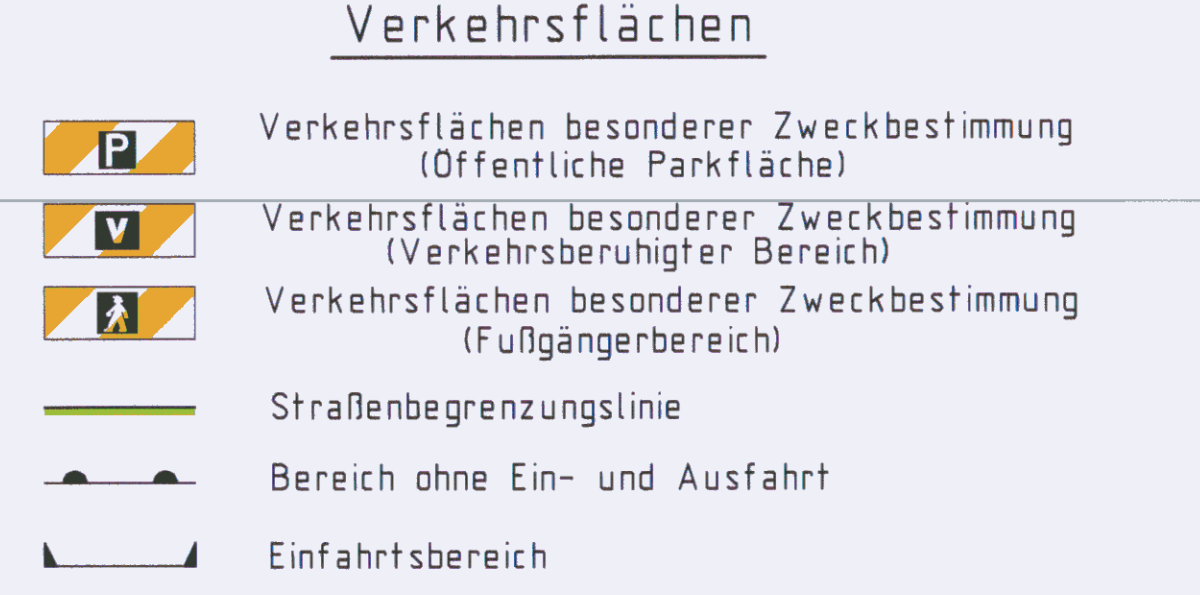 Verkehrsflächen
P
Verkehrsflächen besonderer Zweckbestimmung
(Öffentliche Parkfläche)
V
Verkehrsflächen besonderer Zweckbestimmung
(Verkehrsberuhigter Bereich)
Verkehrsflächen besonderer Zweckbestimmung
(Fußgängerbereich)
Straßenbegrenzungslinie
Bereich ohne Ein- und Ausfahrt
Einfahrtsbereich